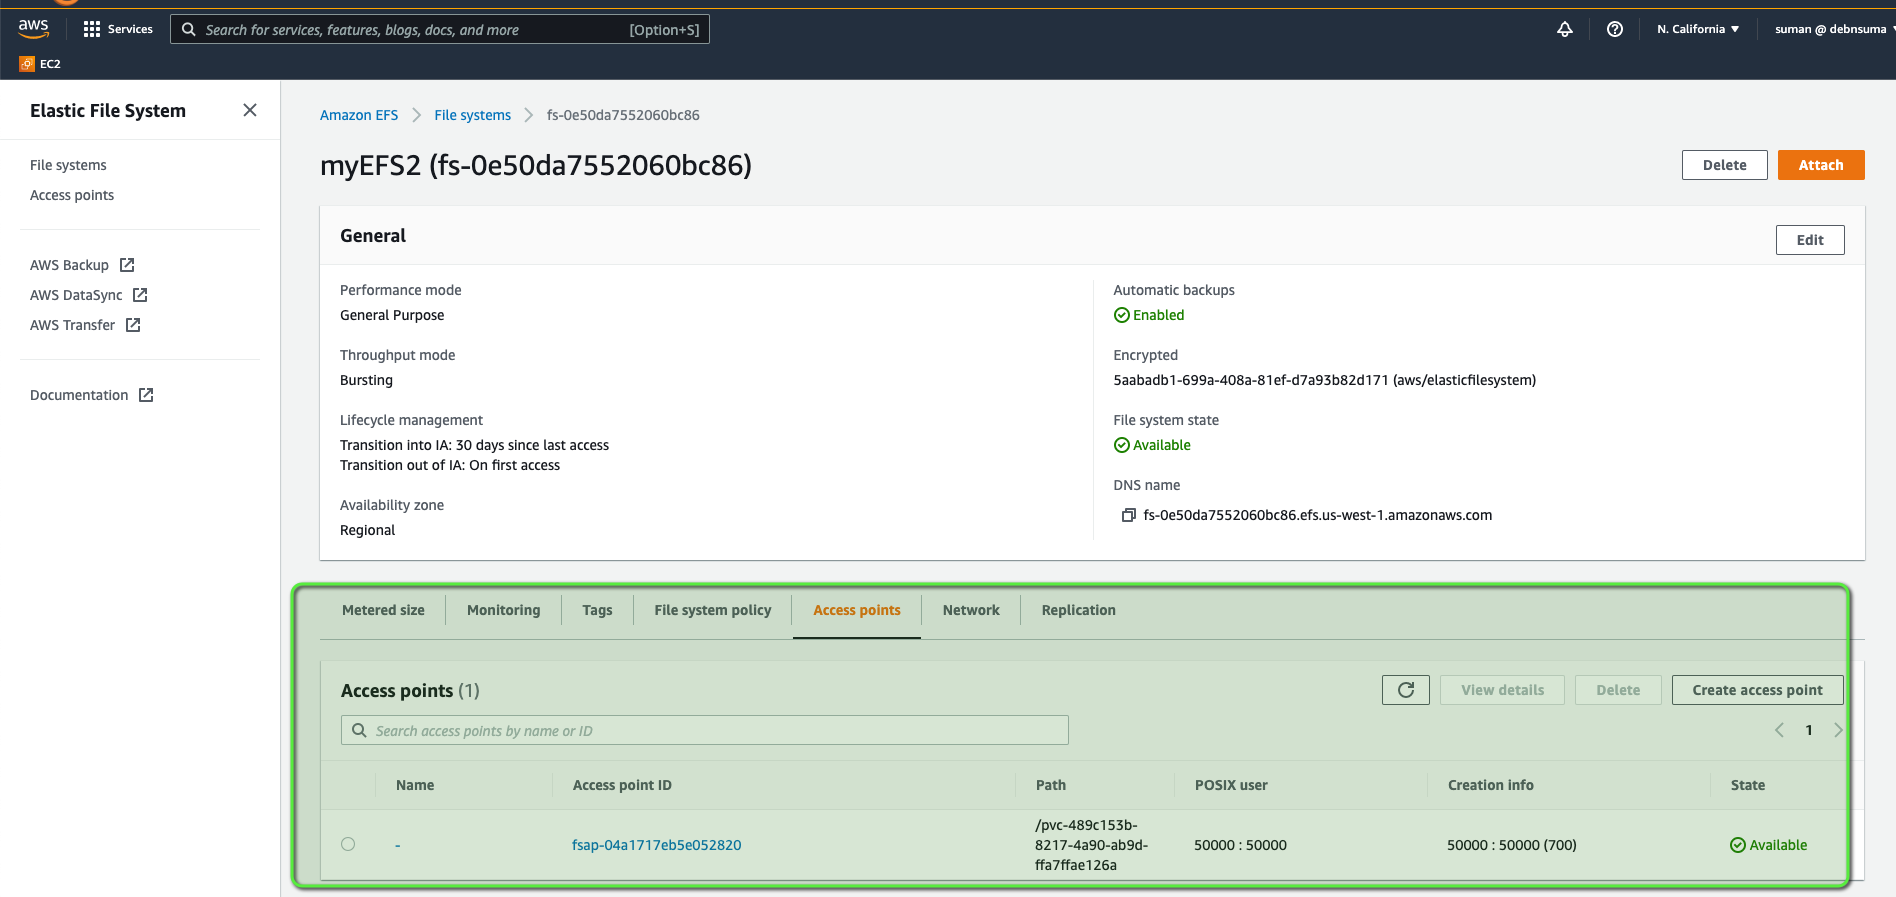 aws
Services
Search for services, features, blogs, docs, and more [Option+S]
N. California ▼
suman @ debnsuma
EC2
Elastic File System
File systems
Access points
AWS Backup
AWS DataSync
AWS Transfer
Documentation
Amazon EFS > File systems > fs-0e50da7552060bc86
myEFS2 (fs-0e50da7552060bc86)
Delete
Attach
General
Edit
Performance mode
General Purpose
Throughput mode
Bursting
Lifecycle management
Transition into IA: 30 days since last access
Transition out of IA: On first access
Availability zone
Regional
Automatic backups
Enabled
Encrypted
5aabadb1-699a-408a-81ef-d7a93b82d171 (aws/elasticfilesystem)
File system state
Available
DNS name
fs-0e50da7552060bc86.efs.us-west-1.amazonaws.com
Metered size
Monitoring
Tags
File system policy
Access points
Network
Replication
Access points (1)
View details
Delete
Create access point
Search access points by name or ID
1
Name
Access point ID
Path
POSIX user
Creation info
State
-
fsap-04a1717eb5e052820
/pvc-489c153b-
8217-4a90-ab9d-
ffa7ffae126a
50000 : 50000
50000 : 50000 (700)
Available